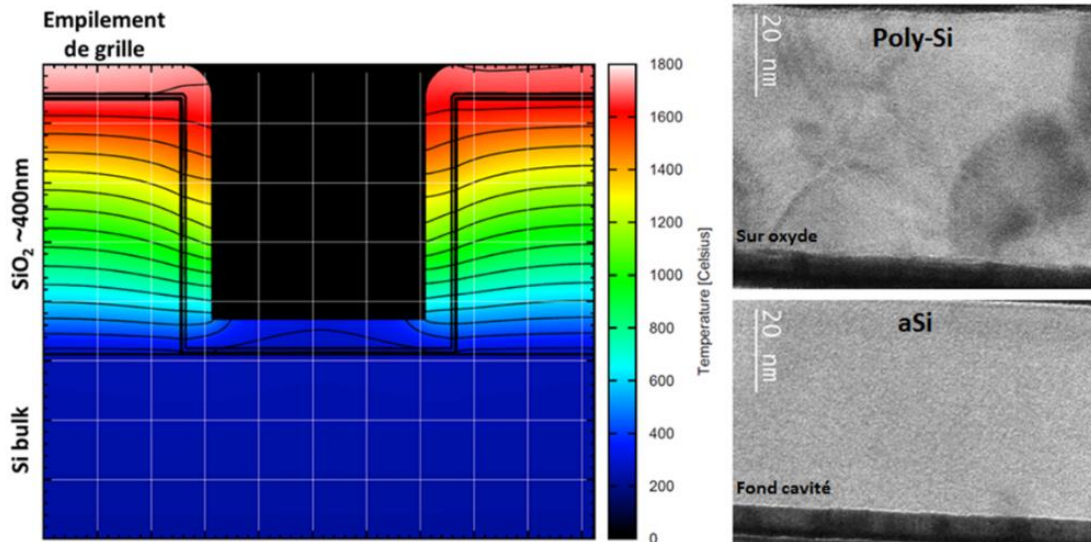 Empilement
de grille
SiO₂ ~400nm
Si bulk
1800
1600
1400
1200
1000
800
600
400
200
0
Temperature [Celsius]
20 nm
Poly-Si
Sur oxyde
20 nm
aSi
Fond cavité